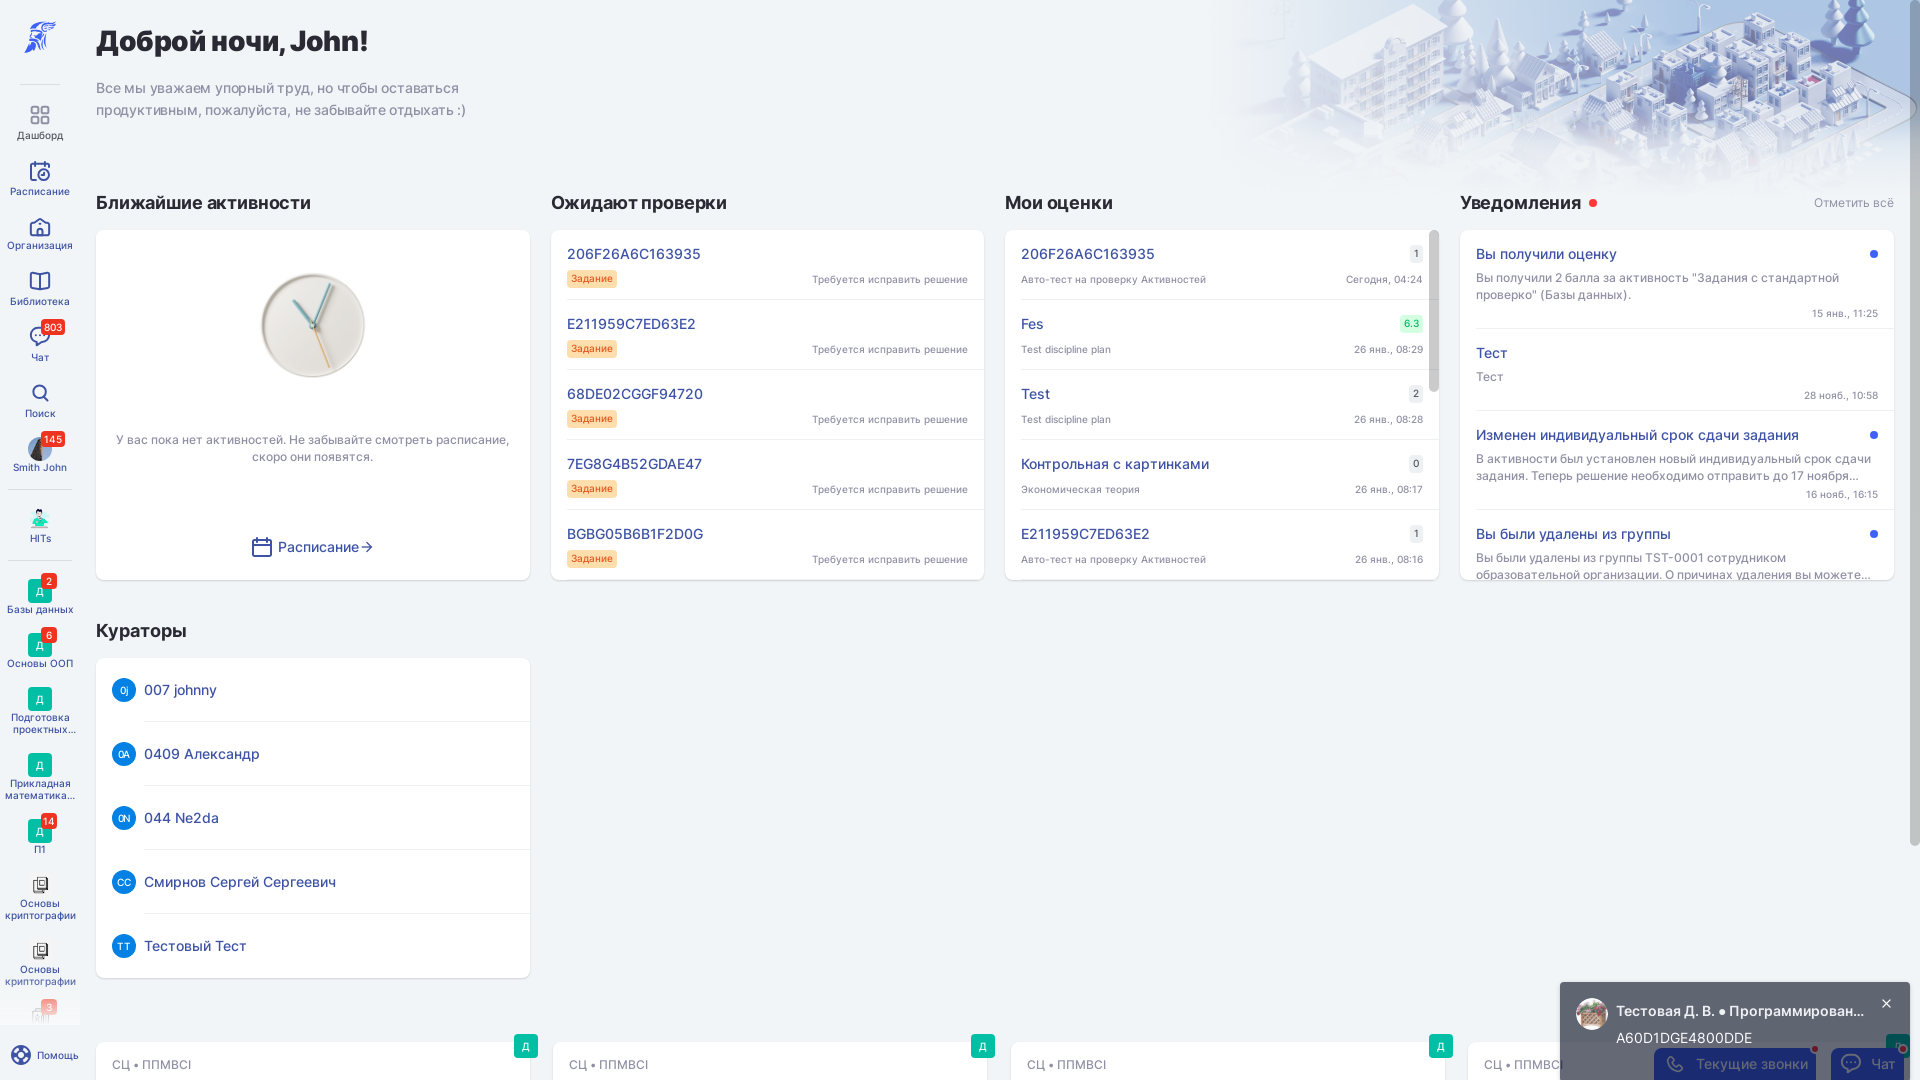 Доброй ночи, John!
Все мы уважаем упорный труд, но чтобы оставаться
продуктивным, пожалуйста, не забывайте отдыхать :)
Дашборд
Расписание
Организация
Библиотека
803
Чат
Поиск
145
Smith John
HITs
2
Д
Базы данных
6
Д
Основы ООП
Д
Подготовка
проектных...
Д
Прикладная
математика...
14
Д
П1
Основы
криптографии
Основы
криптографии
3
Помощь
Ближайшие активности
У вас пока нет активностей. Не забывайте смотреть расписание,
скоро они появятся.
Расписание
Ожидают проверки
206F26A6C163935
Задание
Требуется исправить решение
E211959C7ED63E2
Задание
Требуется исправить решение
68DE02CGGF94720
Задание
Требуется исправить решение
7EG8G4B52GDAE47
Задание
Требуется исправить решение
BGBG05B6B1F2D0G
Задание
Требуется исправить решение
Мои оценки
206F26A6C163935
1
Авто-тест на проверку Активностей
Сегодня, 04:24
Fes
6.3
Test discipline plan
26 янв., 08:29
Test
2
Test discipline plan
26 янв., 08:28
Контрольная с картинками
0
Экономическая теория
26 янв., 08:17
E211959C7ED63E2
1
Авто-тест на проверку Активностей
26 янв., 08:16
Уведомления
Отметить всё
Вы получили оценку
Вы получили 2 балла за активность "Задания с стандартной
проверко" (Базы данных).
15 янв., 11:25
Тест
Тест
28 нояб., 10:58
Изменен индивидуальный срок сдачи задания
В активности был установлен новый индивидуальный срок сдачи
задания. Теперь решение необходимо отправить до 17 ноября...
16 нояб., 16:15
Вы были удалены из группы
Вы были удалены из группы TST-0001 сотрудником
образовательной организации. О причинах удаления вы можете...
Кураторы
0j
007 johnny
0A
0409 Александр
0N
044 Ne2da
СС
Смирнов Сергей Сергеевич
ТТ
Тестовый Тест
Д
СЦ • ППМВСІ
Д
СЦ • ППМВСІ
Д
СЦ • ППМВСІ
СЦ • ППМВСІ
Тестовая Д. В. • Программирован...
A60D1DGE4800DDE
Текущие звонки
Чат